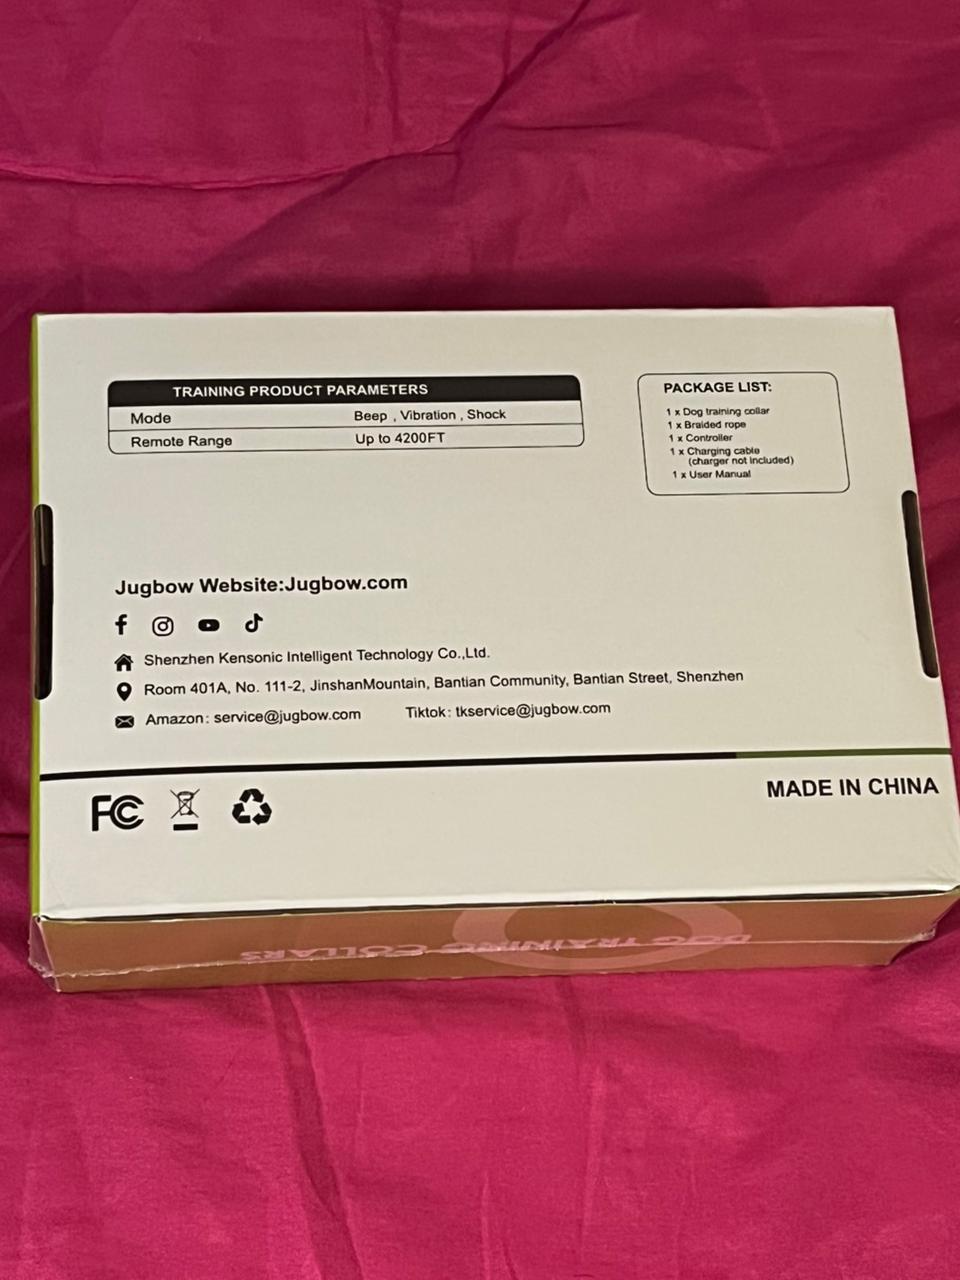 TRAINING PRODUCT PARAMETERS
Mode Beep , Vibration , Shock
Remote Range Up to 4200FT
PACKAGE LIST:
1 x Dog training collar
1 x Braided rope
1 x Controller
1 x Charging cable
(charger not included)
1 x User Manual
Jugbow Website:Jugbow.com
Shenzhen Kensonic Intelligent Technology Co.,Ltd.
Room 401A, No. 111-2, JinshanMountain, Bantian Community, Bantian Street, Shenzhen
Amazon: service@jugbow.com Tiktok: tkservice@jugbow.com
FC
MADE IN CHINA
DOG TRAINING COLLARS